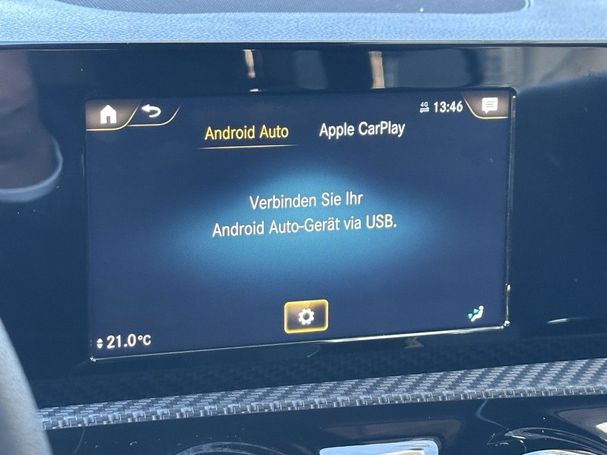 4G 13:46
Android Auto Apple CarPlay
Verbinden Sie Ihr
Android Auto-Gerät via USB.
21.0°C